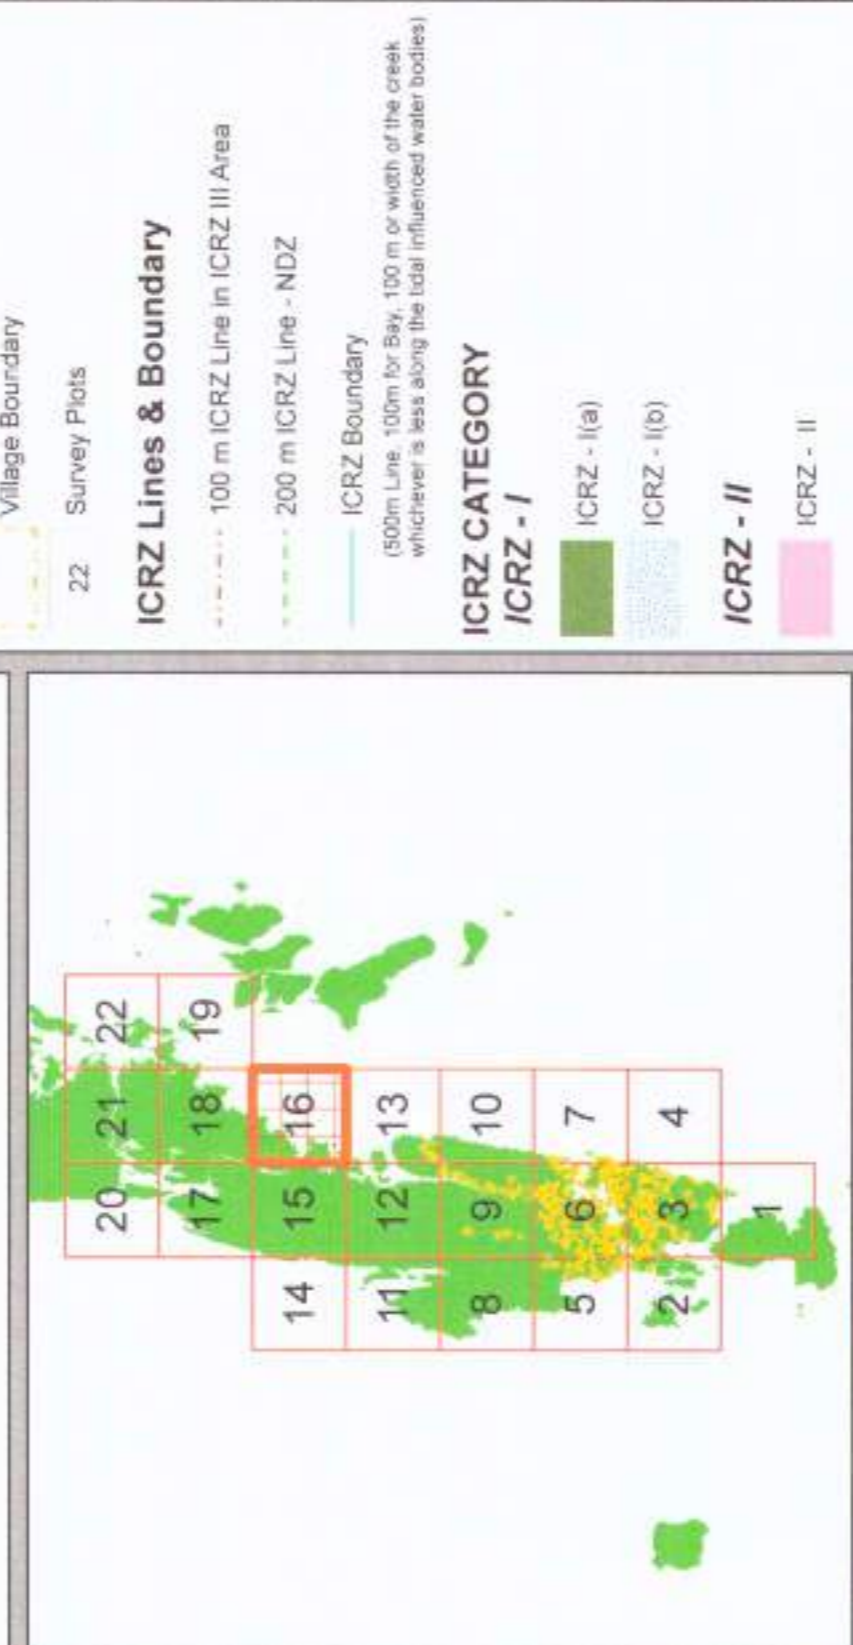 Village Boundary
22 Survey Plots
ICRZ Lines & Boundary
100 m ICRZ Line in ICRZ III Area
200 m ICRZ Line - NDZ
ICRZ Boundary
(500m Line, 100m for Bay, 100 m or width of the creek
whichever is less along the tidal influenced water bodies)
ICRZ CATEGORY
ICRZ - I
ICRZ - I(a)
ICRZ - I(b)
ICRZ - II
ICRZ - II
20 21 22
17 18 19
14 15 16
11 12 13
8 9 10
5 6 7
2 3 4
1